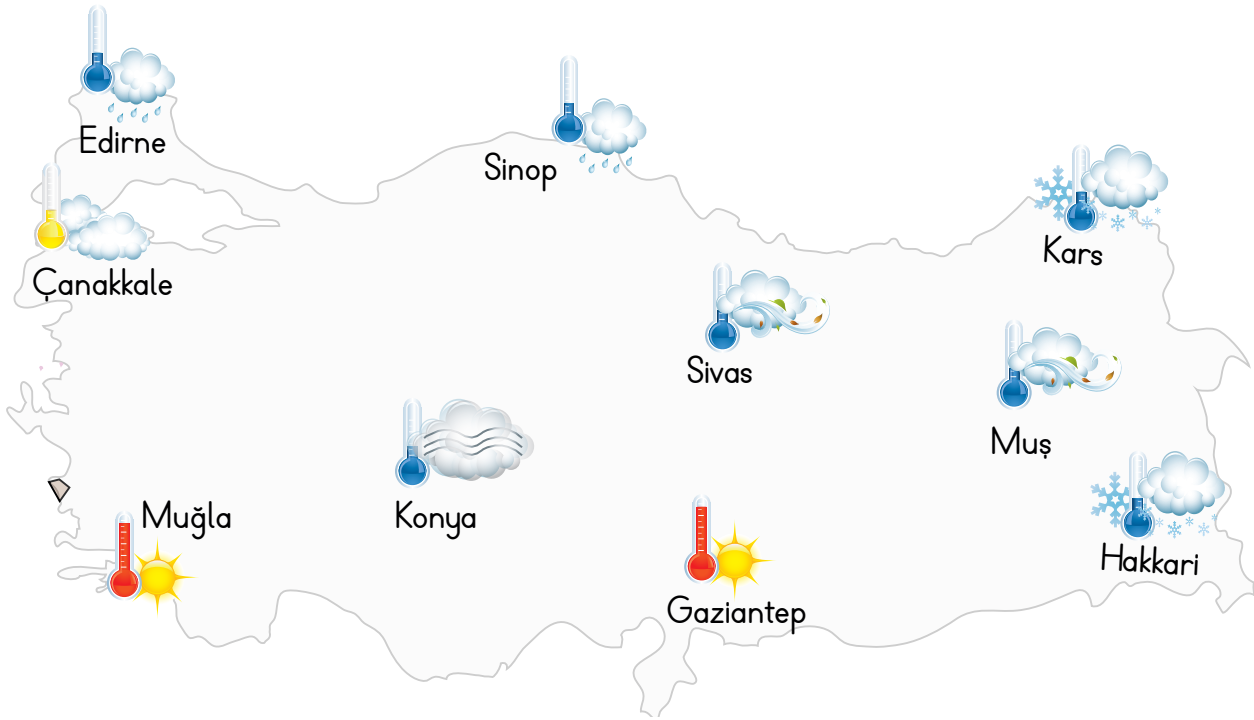 Edirne
Sinop
Kars
Çanakkale
Sivas
Muş
Muğla
Konya
Hakkari
Gaziantep